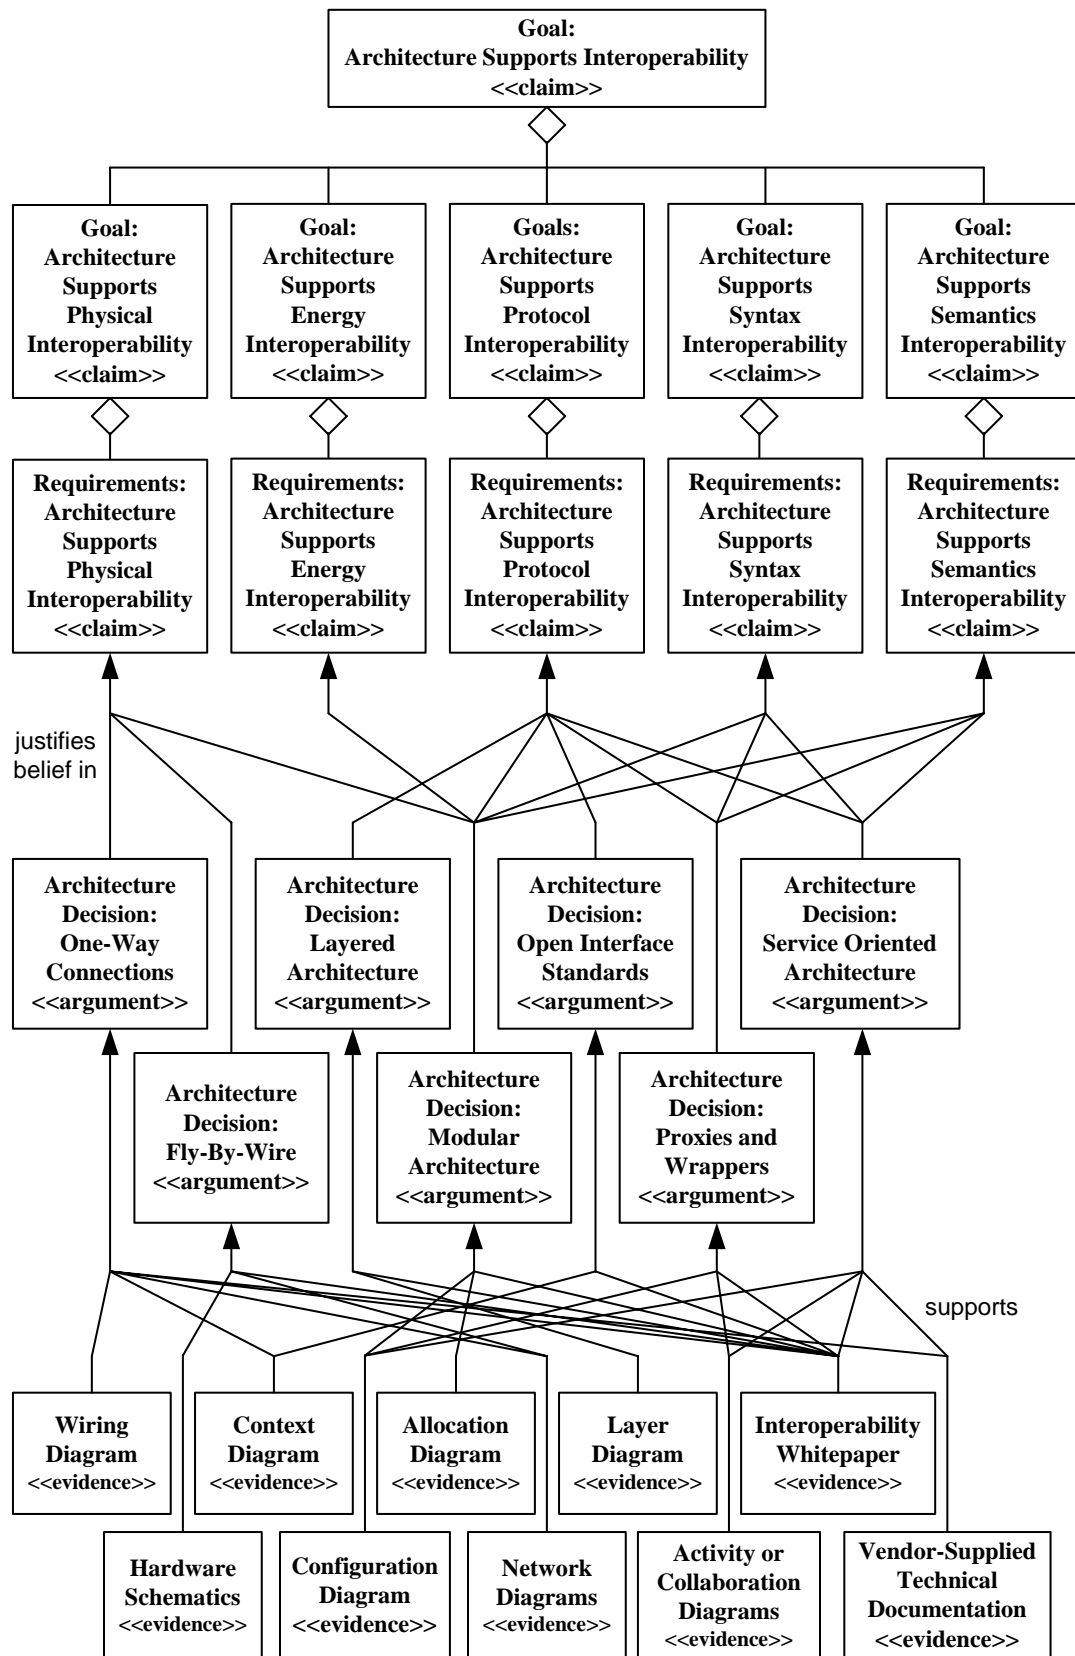 Goal:
Architecture Supports Interoperability
<<claim>>
Goal:
Architecture
Supports
Physical
Interoperability
<<claim>>
Goal:
Architecture
Supports
Energy
Interoperability
<<claim>>
Goals:
Architecture
Supports
Protocol
Interoperability
<<claim>>
Goal:
Architecture
Supports
Syntax
Interoperability
<<claim>>
Goal:
Architecture
Supports
Semantics
Interoperability
<<claim>>
Requirements:
Architecture
Supports
Physical
Interoperability
<<claim>>
Requirements:
Architecture
Supports
Energy
Interoperability
<<claim>>
Requirements:
Architecture
Supports
Protocol
Interoperability
<<claim>>
Requirements:
Architecture
Supports
Syntax
Interoperability
<<claim>>
Requirements:
Architecture
Supports
Semantics
Interoperability
<<claim>>
justifies
belief in
Architecture
Decision:
One-Way
Connections
<<argument>>
Architecture
Decision:
Layered
Architecture
<<argument>>
Architecture
Decision:
Open Interface
Standards
<<argument>>
Architecture
Decision:
Service Oriented
Architecture
<<argument>>
Architecture
Decision:
Fly-By-Wire
<<argument>>
Architecture
Decision:
Modular
Architecture
<<argument>>
Architecture
Decision:
Proxies and
Wrappers
<<argument>>
supports
Wiring
Diagram
<<evidence>>
Context
Diagram
<<evidence>>
Allocation
Diagram
<<evidence>>
Layer
Diagram
<<evidence>>
Interoperability
Whitepaper
<<evidence>>
Hardware
Schematics
<<evidence>>
Configuration
Diagram
<<evidence>>
Network
Diagrams
<<evidence>>
Activity or
Collaboration
Diagrams
<<evidence>>
Vendor-Supplied
Technical
Documentation
<<evidence>>